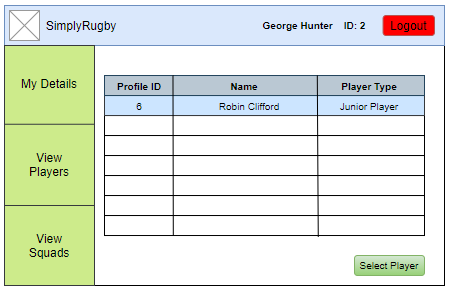 SimplyRugby
George Hunter ID: 2
Logout
My Details
View
Players
View
Squads
Profile ID Name Player Type
6 Robin Clifford Junior Player
Select Player